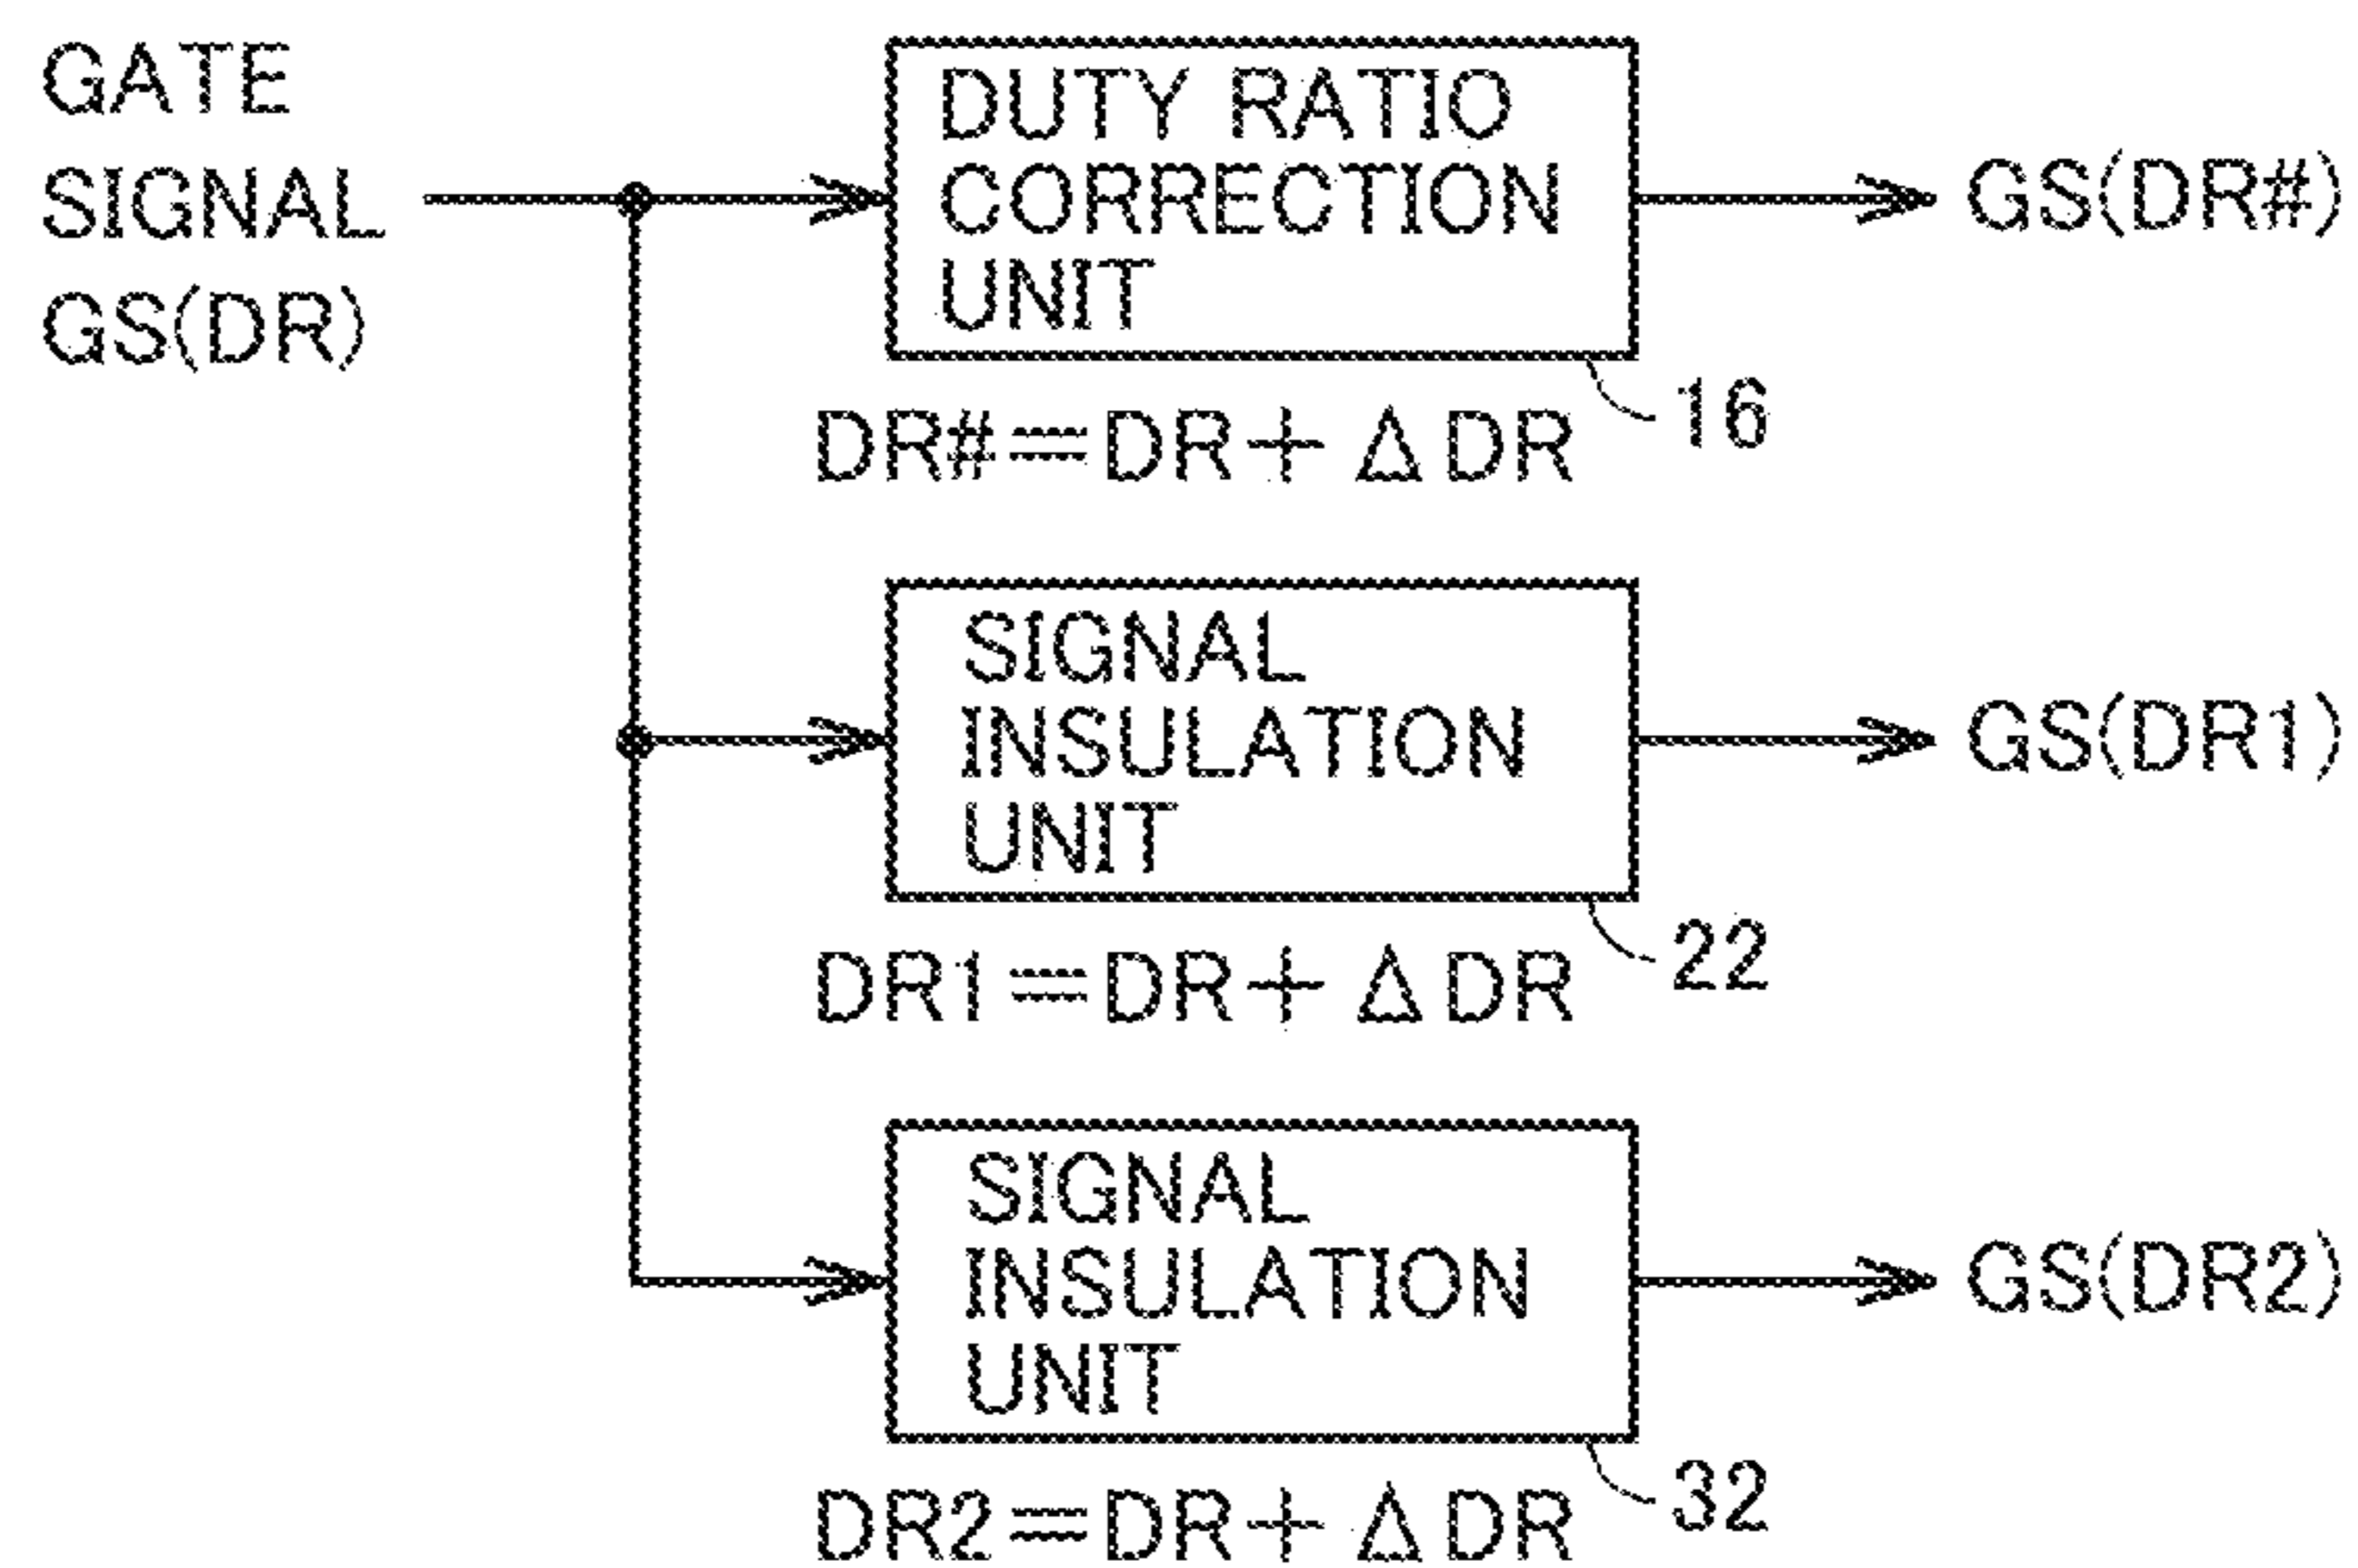 GATE
SIGNAL
GS(DR)
DUTY RATIO
CORRECTION
UNIT
GS(DR#)
16
DR#=DR+ΔDR
SIGNAL
INSULATION
UNIT
GS(DR1)
22
DR1=DR+ΔDR
SIGNAL
INSULATION
UNIT
GS(DR2)
32
DR2=DR+ΔDR